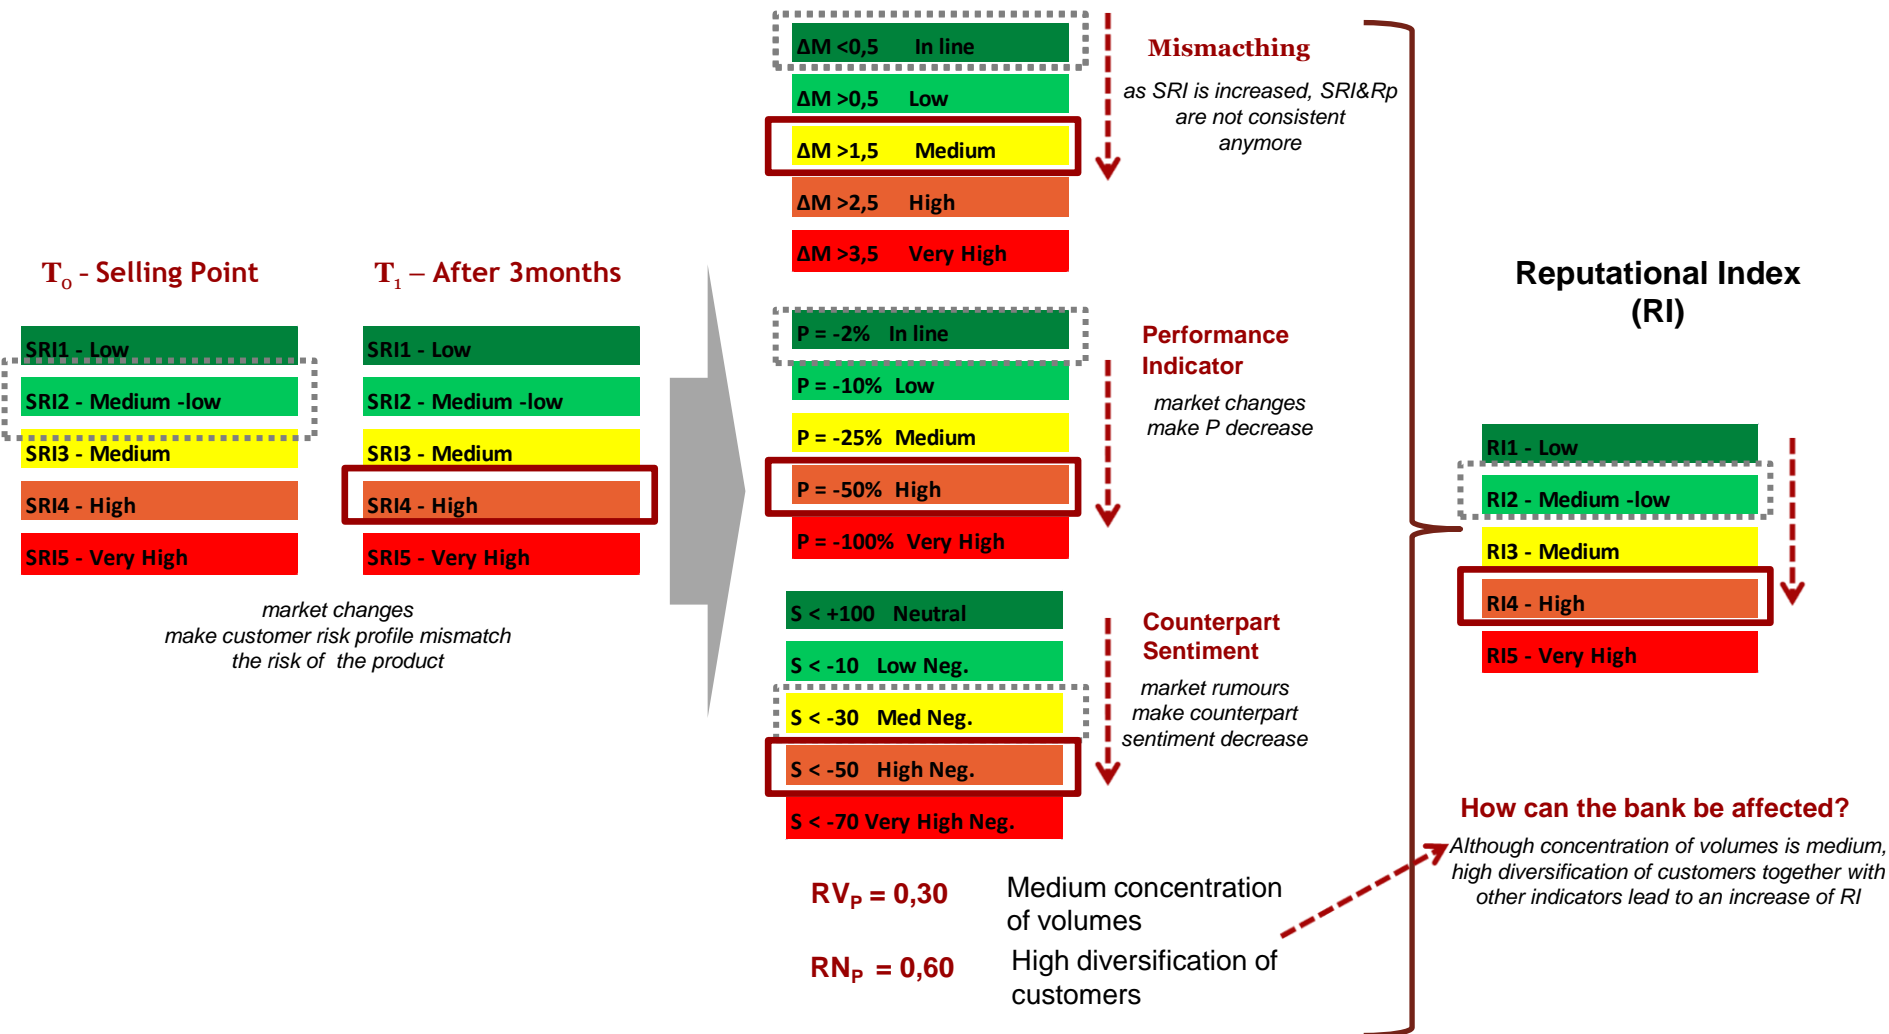 T0 - Selling Point
SRI1 - Low
SRI2 - Medium -low
SRI3 - Medium
SRI4 - High
SRI5 - Very High
T1 – After 3months
SRI1 - Low
SRI2 - Medium -low
SRI3 - Medium
SRI4 - High
SRI5 - Very High
market changes
make customer risk profile mismatch
the risk of the product
ΔM <0,5 In line
ΔM >0,5 Low
ΔM >1,5 Medium
ΔM >2,5 High
ΔM >3,5 Very High
Mismacthing
as SRI is increased, SRI&Rp
are not consistent
anymore
P = -2% In line
P = -10% Low
P = -25% Medium
P = -50% High
P = -100% Very High
Performance
Indicator
market changes
make P decrease
S < +100 Neutral
S < -10 Low Neg.
S < -30 Med Neg.
S < -50 High Neg.
S < -70 Very High Neg.
Counterpart
Sentiment
market rumours
make counterpart
sentiment decrease
RVP = 0,30
Medium concentration
of volumes
RNP = 0,60
High diversification of
customers
Reputational Index
(RI)
RI1 - Low
RI2 - Medium -low
RI3 - Medium
RI4 - High
RI5 - Very High
How can the bank be affected?
Although concentration of volumes is medium,
high diversification of customers together with
other indicators lead to an increase of RI